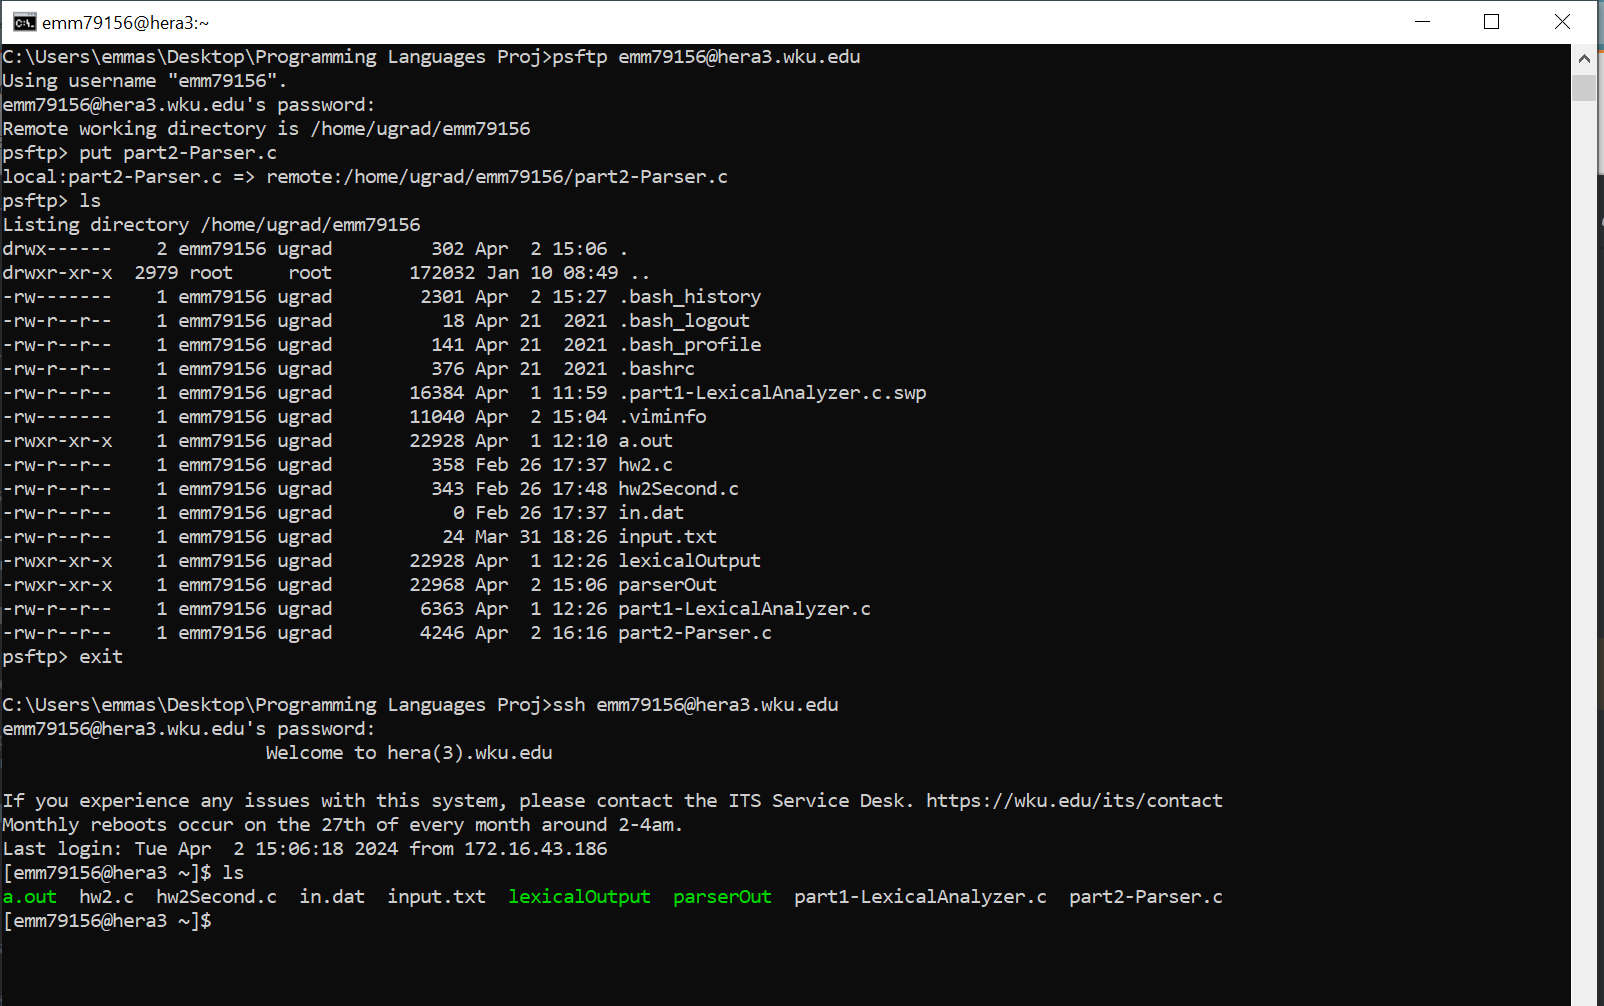 emm79156@hera3:~
C:\Users\emmas\Desktop\Programming Languages Proj>psftp emm79156@hera3.wku.edu
Using username "emm79156".
emm79156@hera3.wku.edu's password:
Remote working directory is /home/ugrad/emm79156
psftp> put part2-Parser.c
local:part2-Parser.c => remote:/home/ugrad/emm79156/part2-Parser.c
psftp> ls
Listing directory /home/ugrad/emm79156
drwx------    2 emm79156 ugrad         302 Apr  2 15:06 .
drwxr-xr-x  2979 root     root       172032 Jan 10 08:49 ..
-rw-------    1 emm79156 ugrad        2301 Apr  2 15:27 .bash_history
-rw-r--r--    1 emm79156 ugrad          18 Apr 21  2021 .bash_logout
-rw-r--r--    1 emm79156 ugrad         141 Apr 21  2021 .bash_profile
-rw-r--r--    1 emm79156 ugrad         376 Apr 21  2021 .bashrc
-rw-r--r--    1 emm79156 ugrad       16384 Apr  1 11:59 .part1-LexicalAnalyzer.c.swp
-rw-------    1 emm79156 ugrad       11040 Apr  2 15:04 .viminfo
-rwxr-xr-x    1 emm79156 ugrad       22928 Apr  1 12:10 a.out
-rw-r--r--    1 emm79156 ugrad         358 Feb 26 17:37 hw2.c
-rw-r--r--    1 emm79156 ugrad         343 Feb 26 17:48 hw2Second.c
-rw-r--r--    1 emm79156 ugrad           0 Feb 26 17:37 in.dat
-rw-r--r--    1 emm79156 ugrad          24 Mar 31 18:26 input.txt
-rwxr-xr-x    1 emm79156 ugrad       22928 Apr  1 12:26 lexicalOutput
-rwxr-xr-x    1 emm79156 ugrad       22968 Apr  2 15:06 parserOut
-rw-r--r--    1 emm79156 ugrad        6363 Apr  1 12:26 part1-LexicalAnalyzer.c
-rw-r--r--    1 emm79156 ugrad        4246 Apr  2 16:16 part2-Parser.c
psftp> exit
C:\Users\emmas\Desktop\Programming Languages Proj>ssh emm79156@hera3.wku.edu
emm79156@hera3.wku.edu's password:
Welcome to hera(3).wku.edu
If you experience any issues with this system, please contact the ITS Service Desk. https://wku.edu/its/contact
Monthly reboots occur on the 27th of every month around 2-4am.
Last login: Tue Apr  2 15:06:18 2024 from 172.16.43.186
[emm79156@hera3 ~]$ ls
a.out  hw2.c  hw2Second.c  in.dat  input.txt  lexicalOutput  parserOut  part1-LexicalAnalyzer.c  part2-Parser.c
[emm79156@hera3 ~]$